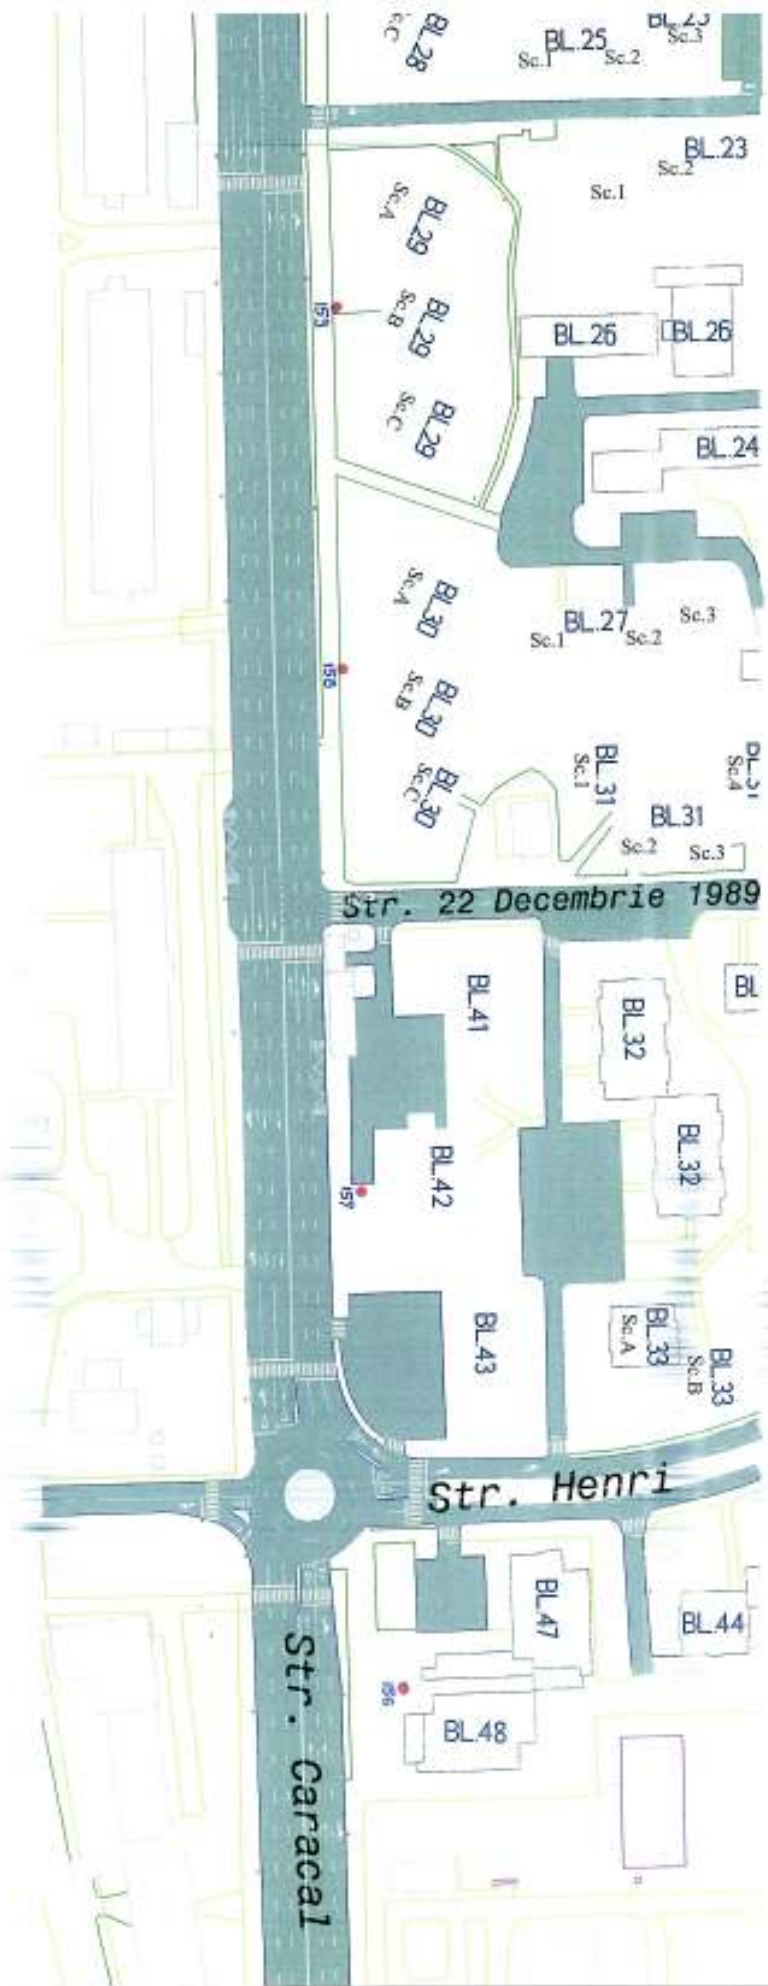 BL.28
BL.25
Sc.1
Sc.2
Sc.3
BL.23
Sc.2
Sc.1
BL.29
Sc.A
BL.29
Sc.B
BL.29
Sc.C
BL.26
BL.26
BL.24
BL.30
Sc.A
BL.30
Sc.B
BL.30
Sc.C
BL.27
Sc.1
Sc.2
Sc.3
158
BL.31
Sc.1
Sc.4
BL.31
Sc.2
Sc.3
Str. 22 Decembrie 1989
BL.41
BL.32
BL.42
BL.32
157
BL.43
BL.33
Sc.A
BL.33
Sc.B
Str. Henri
BL.47
BL.44
156
BL.48
Str. Caracal